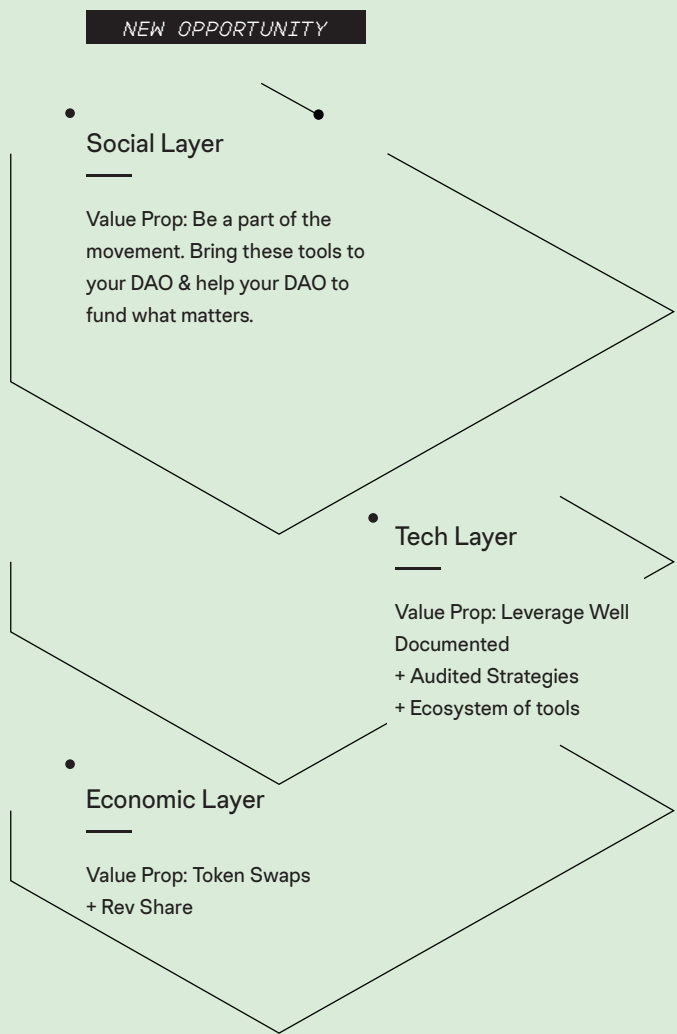 NEW OPPORTUNITY
Social Layer
Value Prop: Be a part of the
movement. Bring these tools to
your DAO & help your DAO to
fund what matters.
Tech Layer
Value Prop: Leverage Well
Documented
+ Audited Strategies
+ Ecosystem of tools
Economic Layer
Value Prop: Token Swaps
+ Rev Share